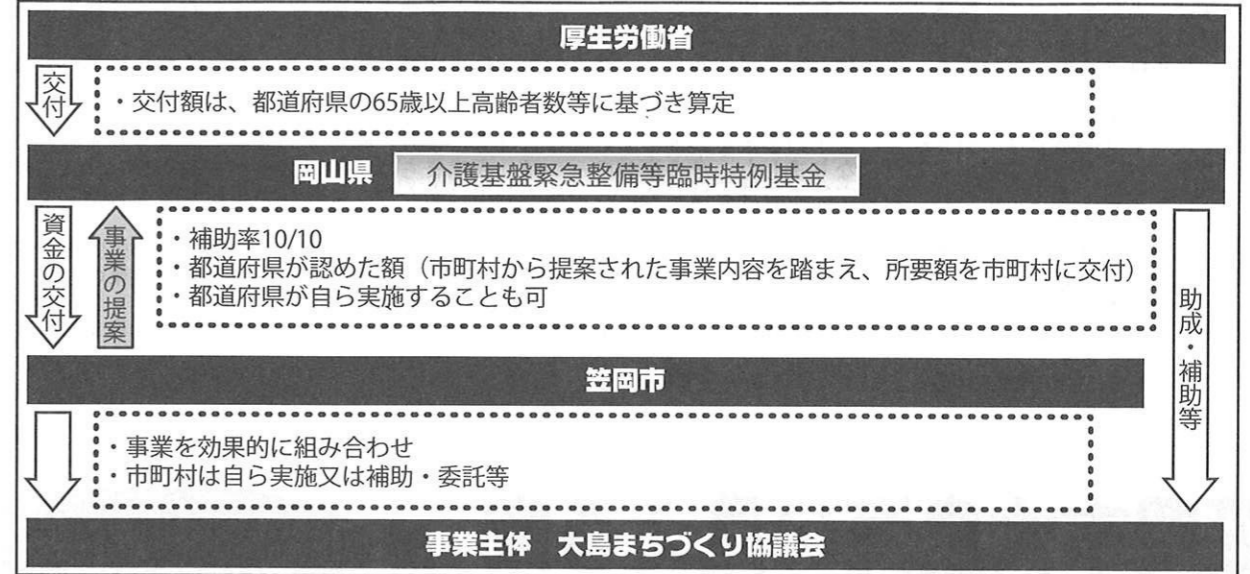 厚生労働省
交付
・交付額は、都道府県の65歳以上高齢者数等に基づき算定
岡山県 介護基盤緊急整備等臨時特例基金
資金の交付
事業の提案
・補助率10/10
・都道府県が認めた額（市町村から提案された事業内容を踏まえ、所要額を市町村に交付）
・都道府県が自ら実施することも可
助成・補助等
笠岡市
・事業を効果的に組み合わせ
・市町村は自ら実施又は補助・委託等
事業主体 大島まちづくり協議会